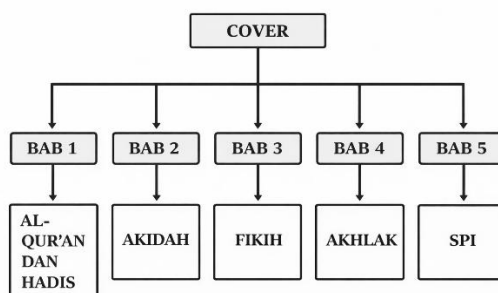 COVER
BAB 1
BAB 2
BAB 3
BAB 4
BAB 5
AL-
QUR'AN
DAN
HADIS
AKIDAH
FIKIH
AKHLAK
SPI